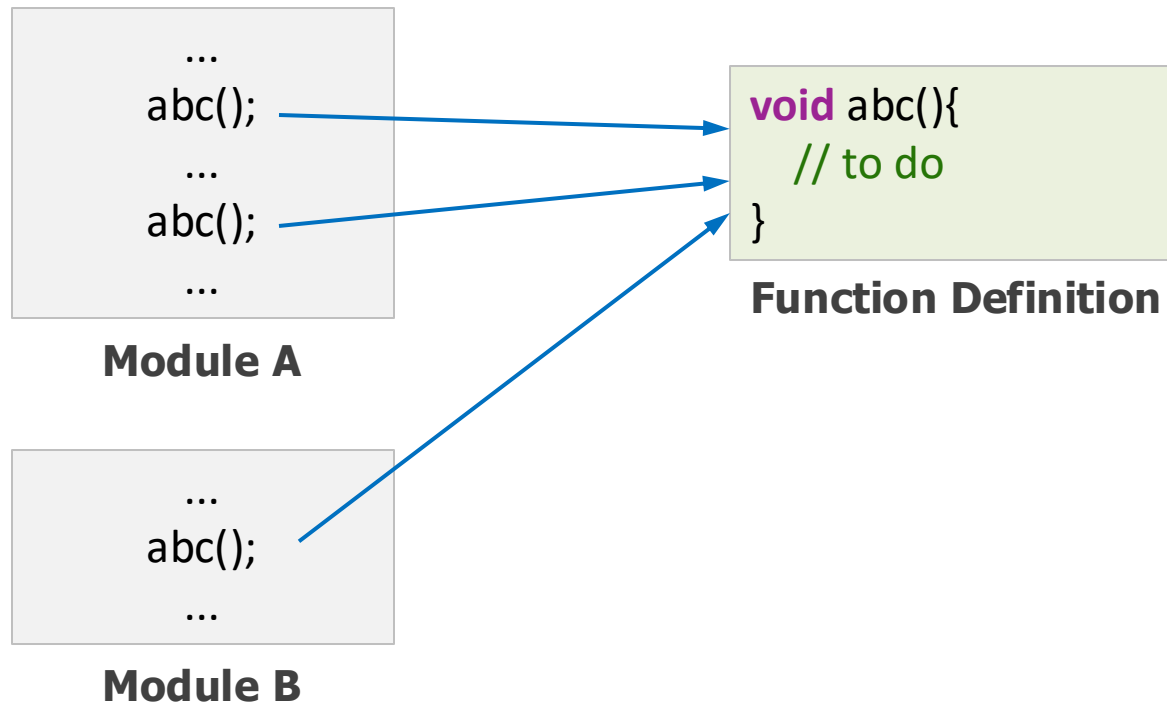 ...
abc();
...
abc();
...
Module A
...
abc();
...
Module B
void abc(){
// to do
}
Function Definition